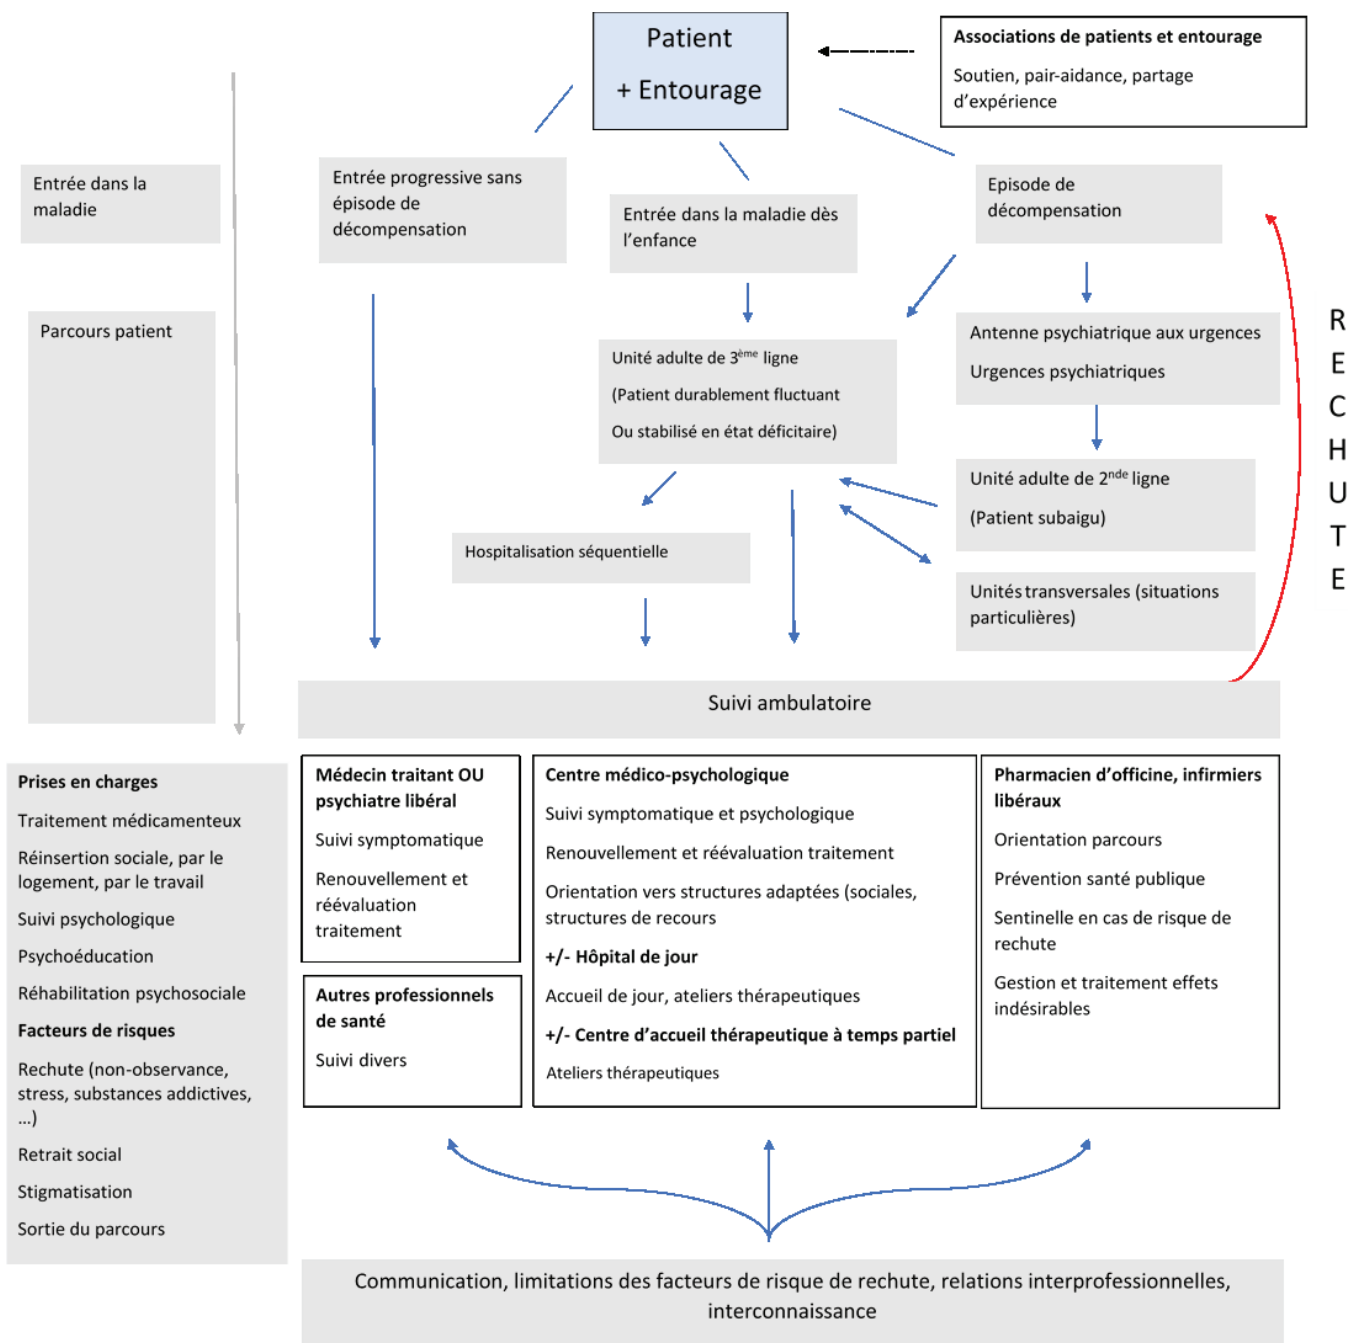 Patient
+ Entourage
Associations de patients et entourage
Soutien, pair-aidance, partage
d'expérience
Entrée dans la
maladie
Entrée progressive sans
épisode de
décompensation
Entrée dans la maladie dès
l'enfance
Episode de
décompensation
Parcours patient
Unité adulte de 3ème ligne
(Patient durablement fluctuant
Ou stabilisé en état déficitaire)
Antenne psychiatrique aux urgences
Urgences psychiatriques
Unité adulte de 2nde ligne
(Patient subaigu)
Hospitalisation séquentielle
Unités transversales (situations
particulières)
R
E
C
H
U
T
E
Suivi ambulatoire
Prises en charges
Traitement médicamenteux
Réinsertion sociale, par le
logement, par le travail
Suivi psychologique
Psychoéducation
Réhabilitation psychosociale
Facteurs de risques
Rechute (non-observance,
stress, substances addictives,
...)
Retrait social
Stigmatisation
Sortie du parcours
Médecin traitant OU
psychiatre libéral
Suivi symptomatique
Renouvellement et
réévaluation
traitement
Autres professionnels
de santé
Suivi divers
Centre médico-psychologique
Suivi symptomatique et psychologique
Renouvellement et réévaluation traitement
Orientation vers structures adaptées (sociales,
structures de recours
+/- Hôpital de jour
Accueil de jour, ateliers thérapeutiques
+/- Centre d'accueil thérapeutique à temps partiel
Ateliers thérapeutiques
Pharmacien d'officine, infirmiers
libéraux
Orientation parcours
Prévention santé publique
Sentinelle en cas de risque de
rechute
Gestion et traitement effets
indésirables
Communication, limitations des facteurs de risque de rechute, relations interprofessionnelles,
interconnaissance